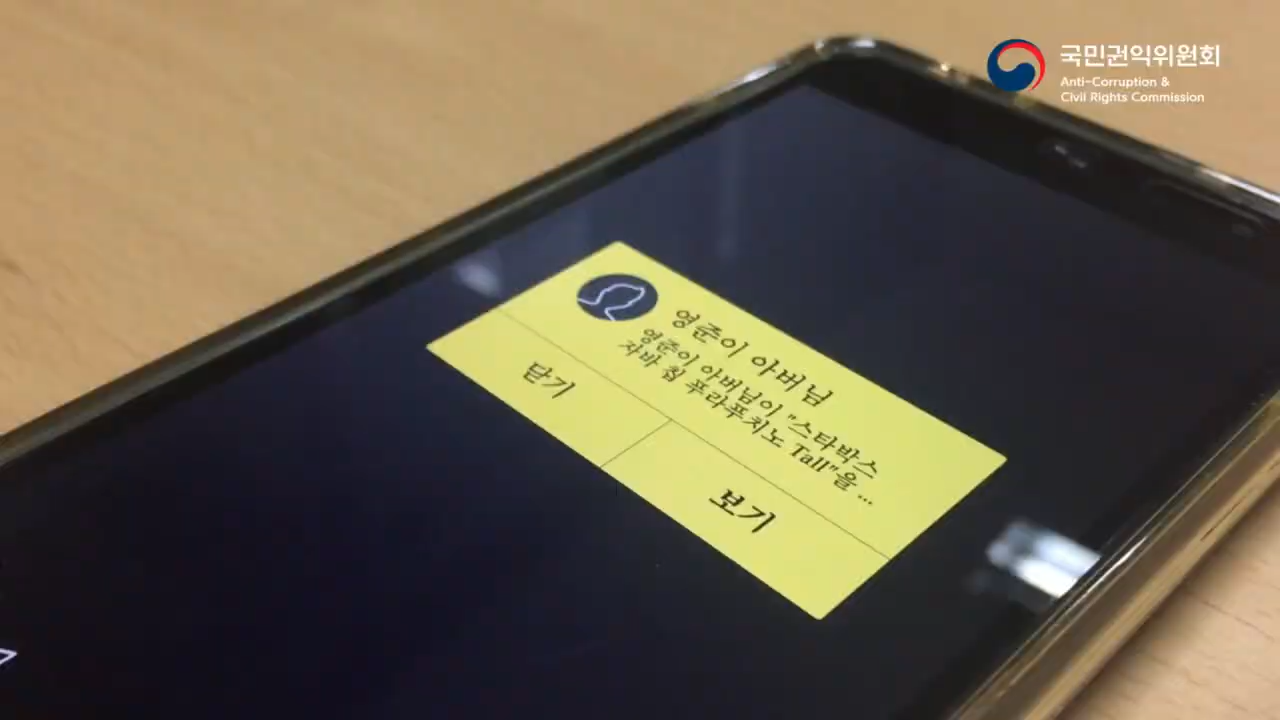 국민권익위원회
Anti-Corruption &
Civil Rights Commission
영준이 아버님
영준이 아버님이 "스타박스
자바 칩 푸라푸치노 Tall"을 ...
닫기
보기